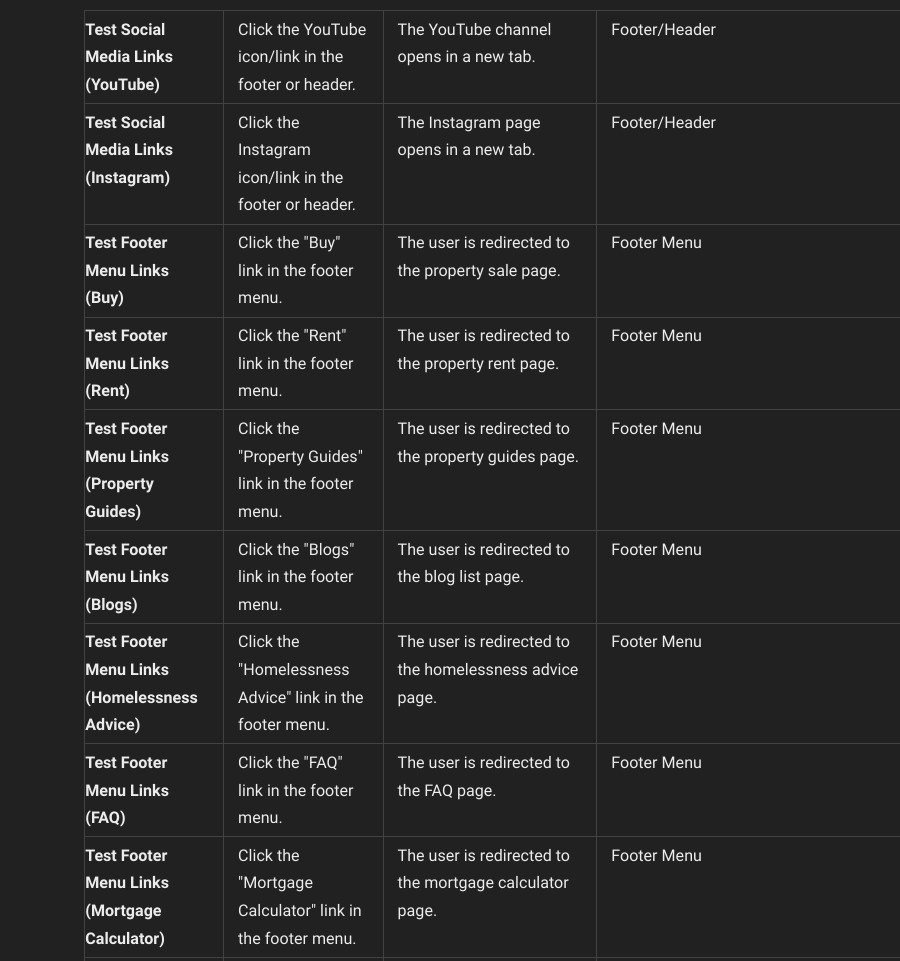 Test Social
Media Links
(YouTube)
Click the YouTube
icon/link in the
footer or header.
The YouTube channel
opens in a new tab.
Footer/Header
Test Social
Media Links
(Instagram)
Click the
Instagram
icon/link in the
footer or header.
The Instagram page
opens in a new tab.
Footer/Header
Test Footer
Menu Links
(Buy)
Click the "Buy"
link in the footer
menu.
The user is redirected to
the property sale page.
Footer Menu
Test Footer
Menu Links
(Rent)
Click the "Rent"
link in the footer
menu.
The user is redirected to
the property rent page.
Footer Menu
Test Footer
Menu Links
(Property
Guides)
Click the
"Property Guides"
link in the footer
menu.
The user is redirected to
the property guides page.
Footer Menu
Test Footer
Menu Links
(Blogs)
Click the "Blogs"
link in the footer
menu.
The user is redirected to
the blog list page.
Footer Menu
Test Footer
Menu Links
(Homelessness
Advice)
Click the
"Homelessness
Advice" link in the
footer menu.
The user is redirected to
the homelessness advice
page.
Footer Menu
Test Footer
Menu Links
(FAQ)
Click the "FAQ"
link in the footer
menu.
The user is redirected to
the FAQ page.
Footer Menu
Test Footer
Menu Links
(Mortgage
Calculator)
Click the
"Mortgage
Calculator" link in
the footer menu.
The user is redirected to
the mortgage calculator
page.
Footer Menu